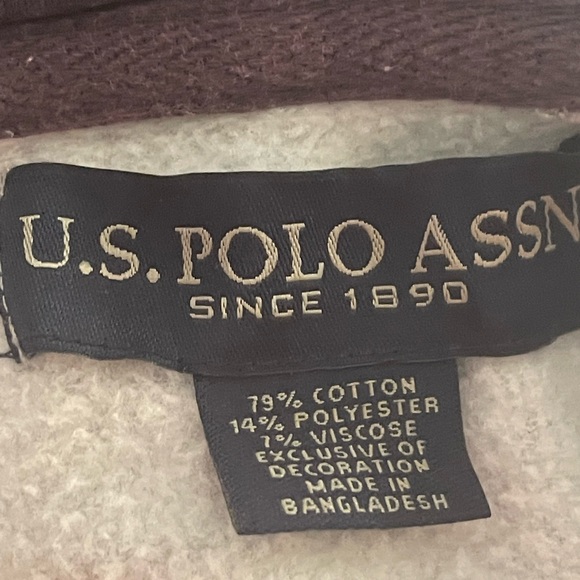 U.S. POLO ASSN
SINCE 1890
79% COTTON
14% POLYESTER
7% VISCOSE
EXCLUSIVE OF
DECORATION
MADE IN
BANGLADESH